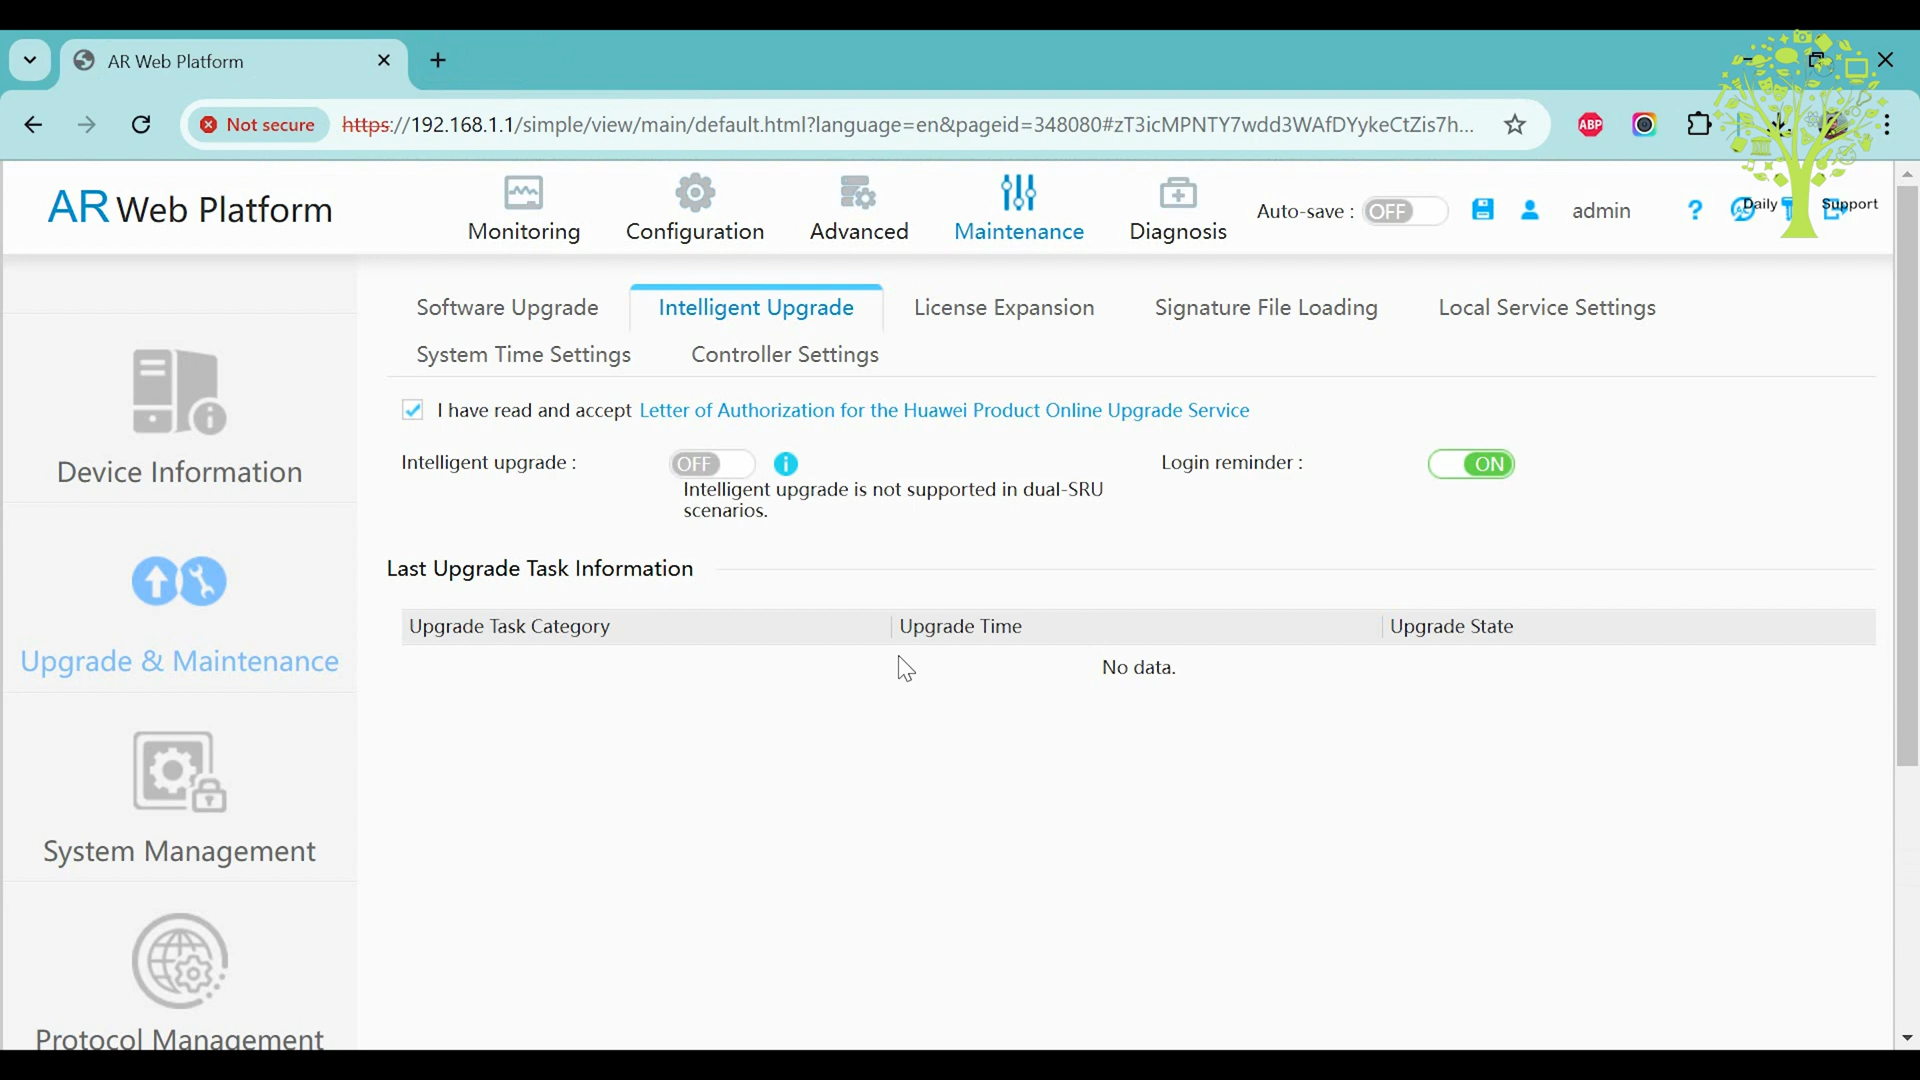 AR Web Platform
Not secure
https://192.168.1.1/simple/view/main/default.html?language=en&pageid=348080#zT3icMPNTY7wdd3WAfDYykeCtZis7h...
ABP
AR Web Platform
Monitoring
Configuration
Advanced
Maintenance
Diagnosis
Auto-save :
OFF
admin
?
Daily
Support
Software Upgrade
Intelligent Upgrade
License Expansion
Signature File Loading
Local Service Settings
System Time Settings
Controller Settings
I have read and accept Letter of Authorization for the Huawei Product Online Upgrade Service
Intelligent upgrade :
OFF
Intelligent upgrade is not supported in dual-SRU
scenarios.
Login reminder :
ON
Last Upgrade Task Information
Upgrade Task Category
Upgrade Time
Upgrade State
No data.
Device Information
Upgrade & Maintenance
System Management
Protocol Management